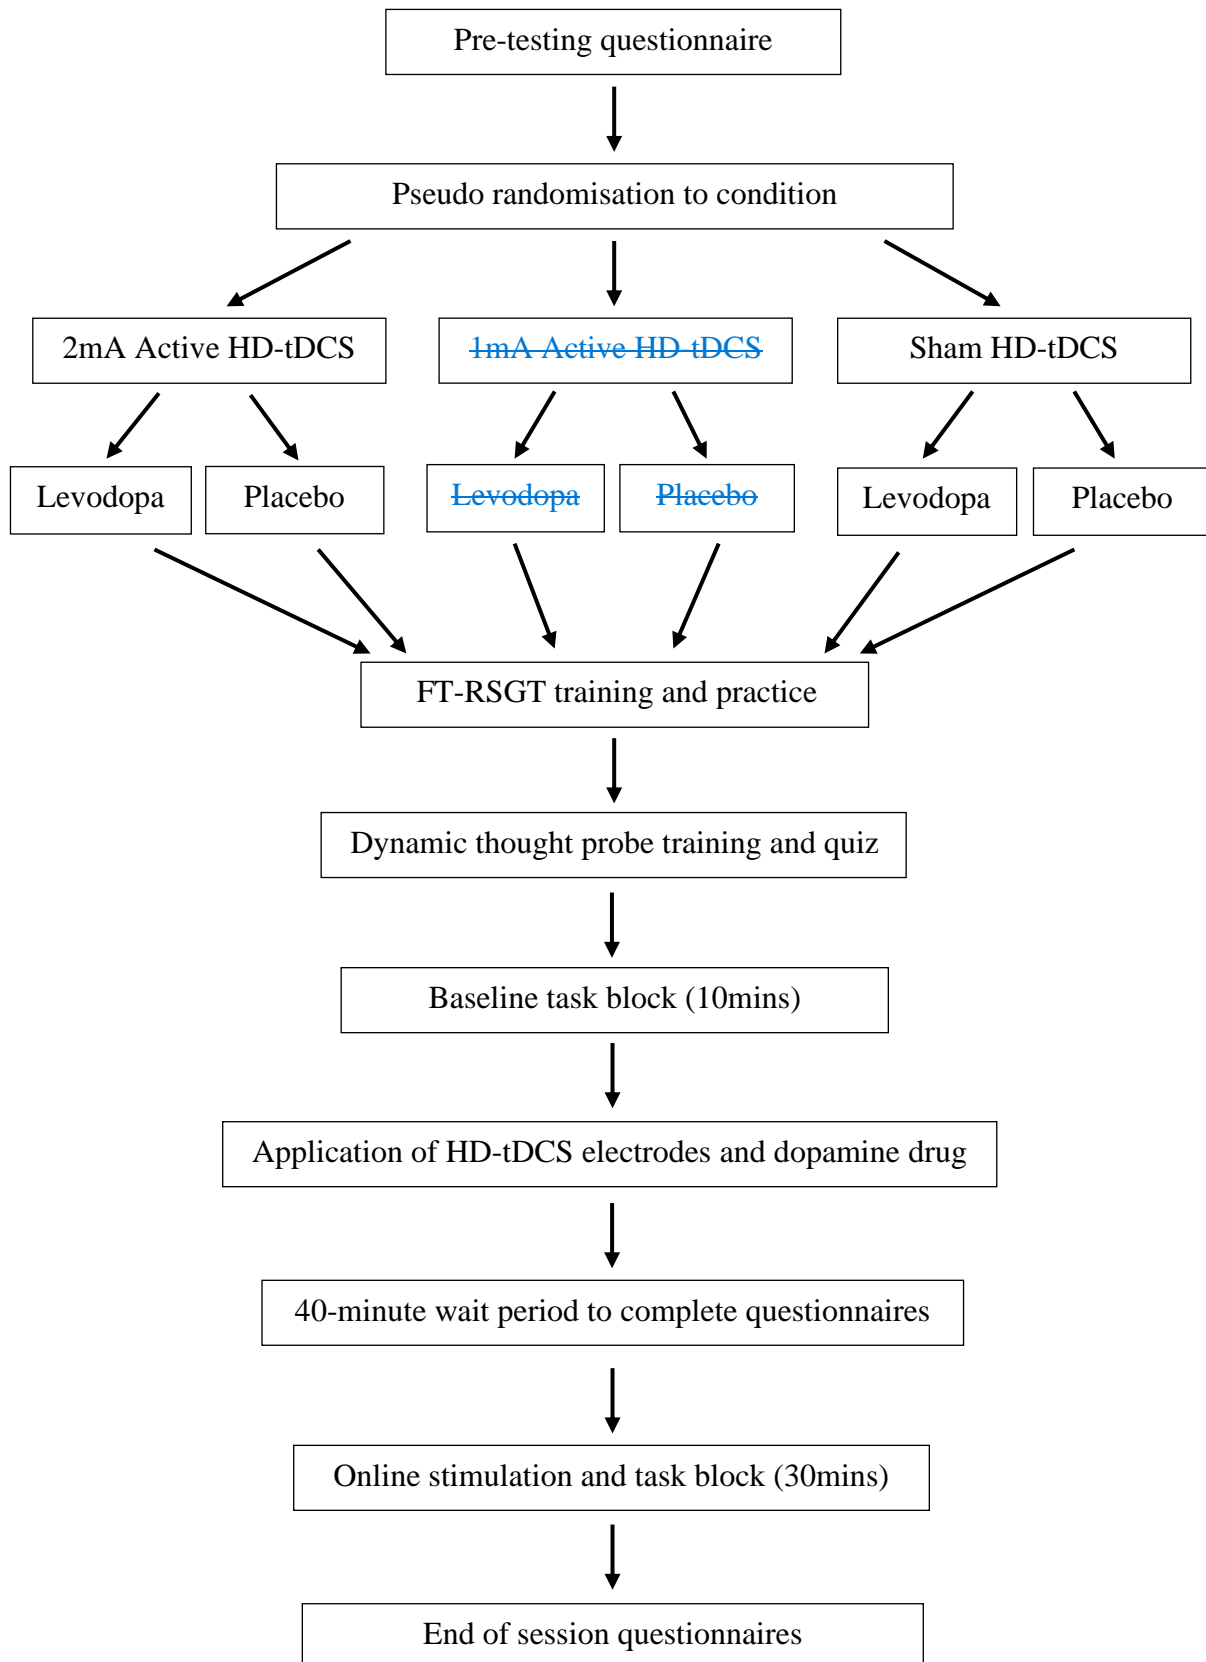 Pre-testing questionnaire
Pseudo randomisation to condition
2mA Active HD-tDCS
1mA Active HD-tDCS
Sham HD-tDCS
Levodopa
Placebo
Levodopa
Placebo
Levodopa
Placebo
FT-RSGT training and practice
Dynamic thought probe training and quiz
Baseline task block (10mins)
Application of HD-tDCS electrodes and dopamine drug
40-minute wait period to complete questionnaires
Online stimulation and task block (30mins)
End of session questionnaires